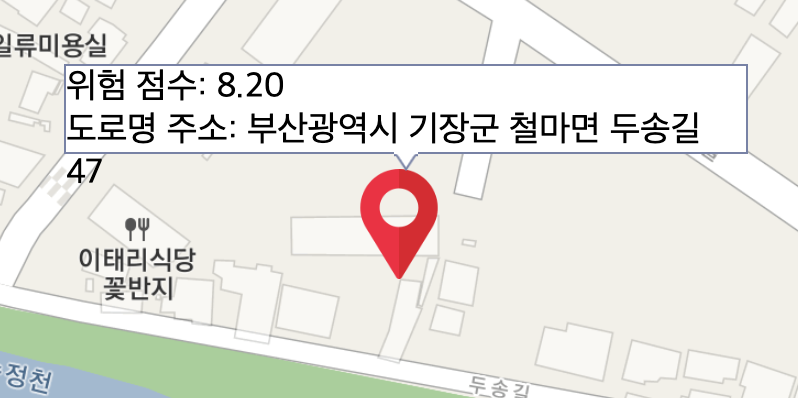 일류미용실
위험 점수: 8.20
도로명 주소: 부산광역시 기장군 철마면 두송길
47
이태리식당
꽃반지
정천
두송길